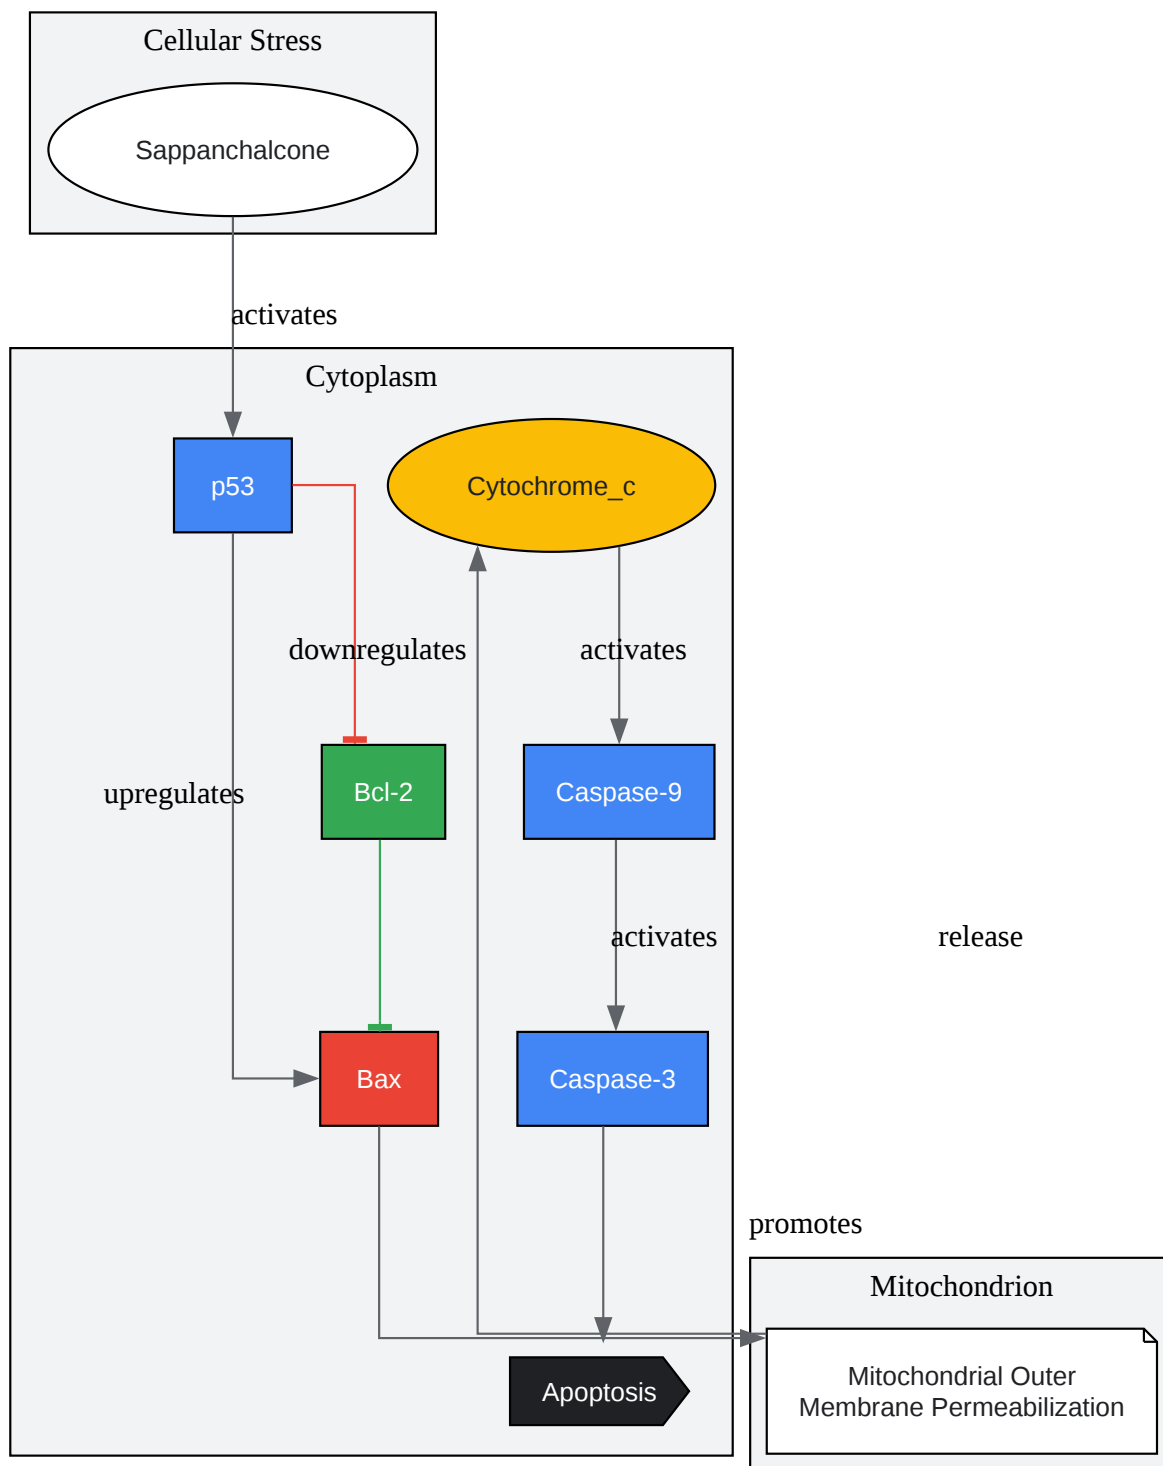 Cellular Stress
Sappanchalcone
activates
Cytoplasm
p53
Cytochrome_c
downregulates
activates
Bcl-2
Caspase-9
upregulates
activates
release
Bax
Caspase-3
promotes
Mitochondrion
Mitochondrial Outer
Membrane Permeabilization
Apoptosis